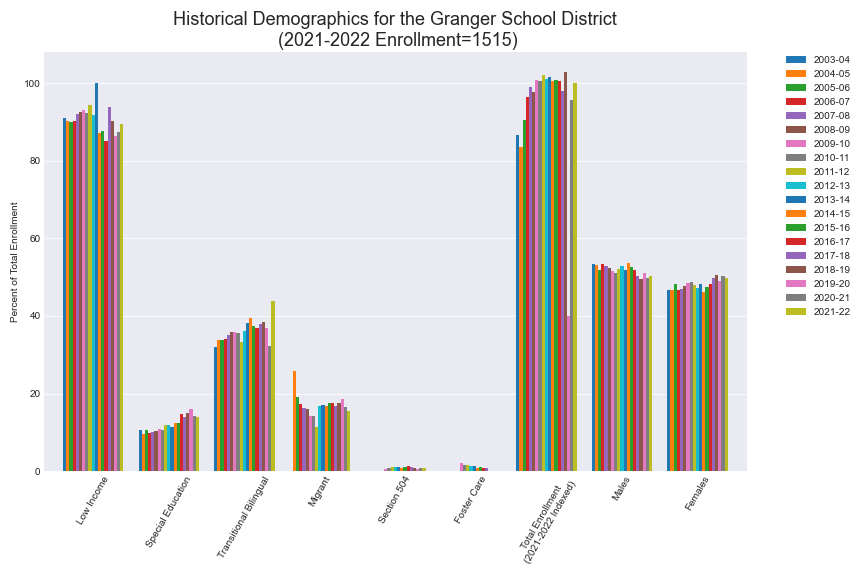 Historical Demographics for the Granger School District
(2021-2022 Enrollment=1515)
Percent of Total Enrollment
100
80
60
40
20
0
Low Income
Special Education
Transitional Bilingual
Migrant
Section 504
Foster Care
Total Enrollment
(2021-2022 Indexed)
Males
Females
2003-04
2004-05
2005-06
2006-07
2007-08
2008-09
2009-10
2010-11
2011-12
2012-13
2013-14
2014-15
2015-16
2016-17
2017-18
2018-19
2019-20
2020-21
2021-22